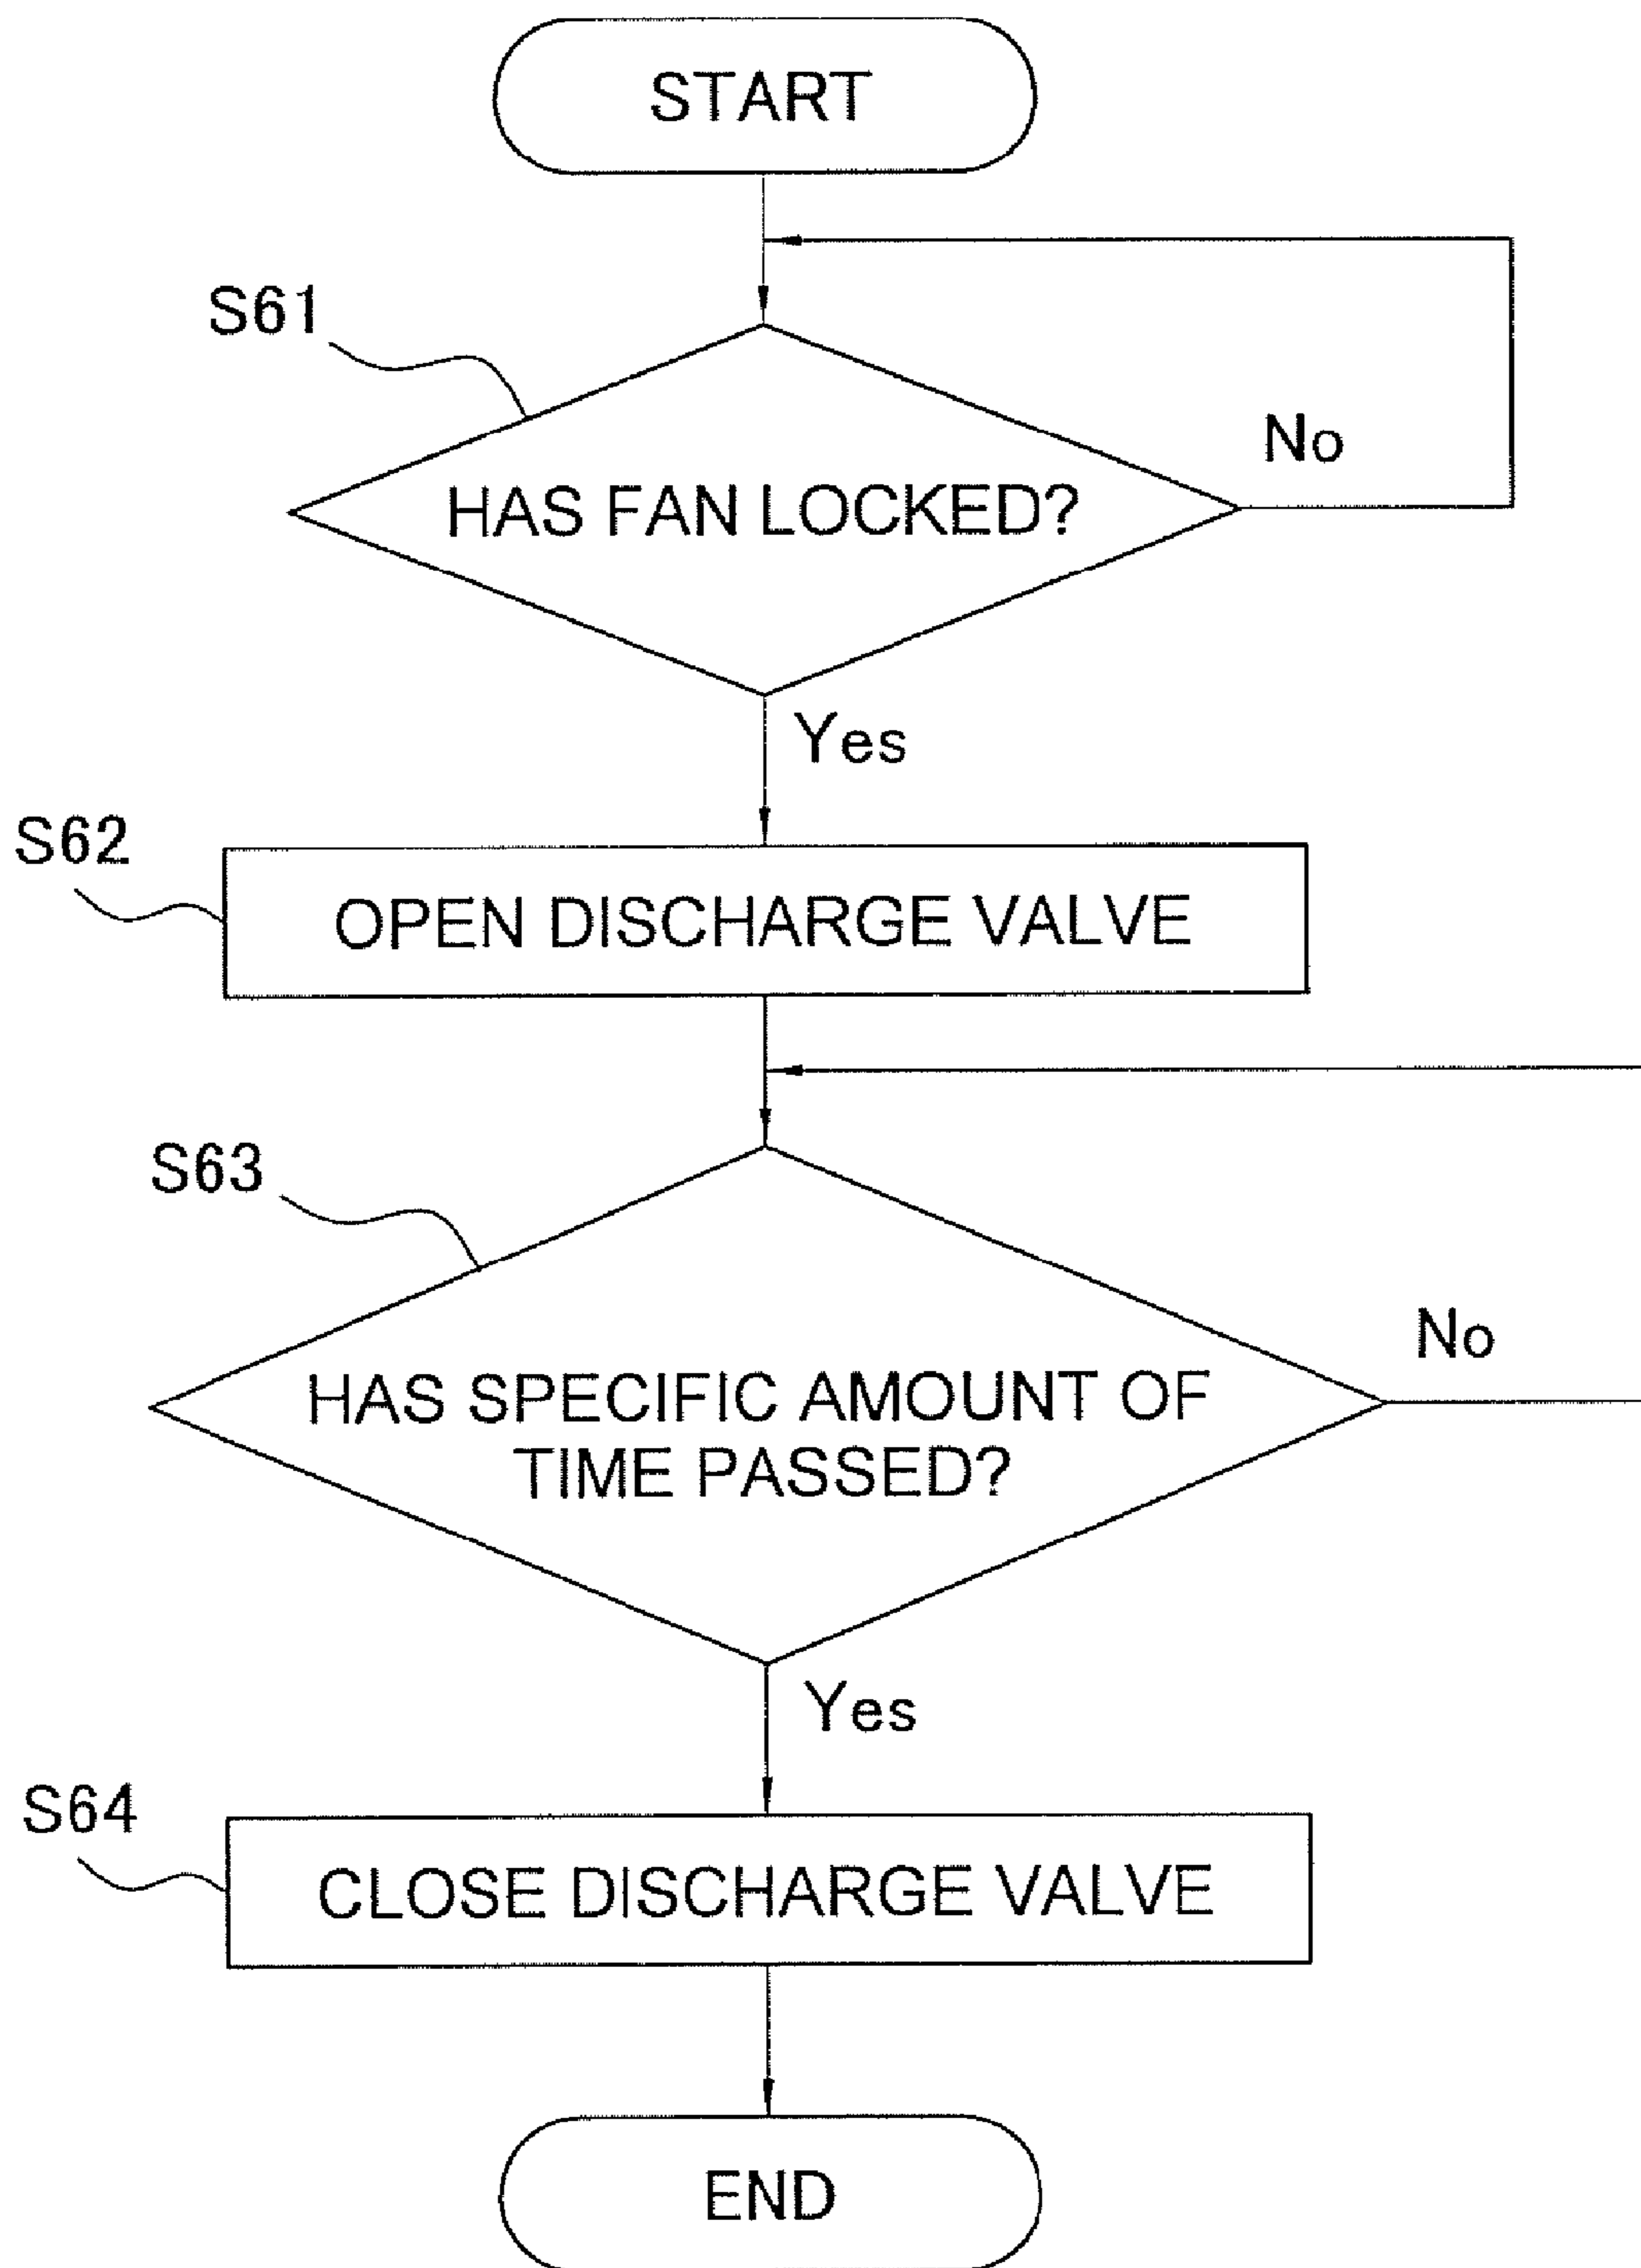 START
S61
No
HAS FAN LOCKED?
Yes
S62
OPEN DISCHARGE VALVE
S63
No
HAS SPECIFIC AMOUNT OF
TIME PASSED?
Yes
S64
CLOSE DISCHARGE VALVE
END